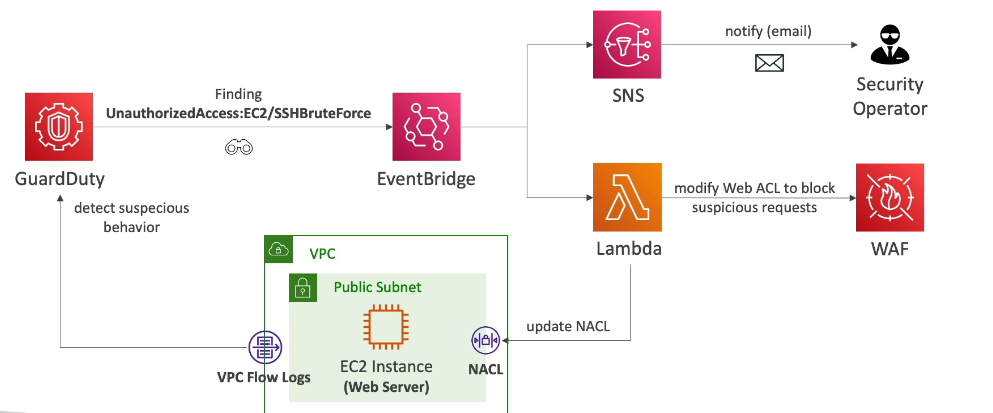 notify (email)
SNS
Security
Operator
Finding
UnauthorizedAccess:EC2/SSHBruteForce
GuardDuty
EventBridge
detect suspecious
behavior
modify Web ACL to block
suspicious requests
Lambda
WAF
VPC
Public Subnet
update NACL
EC2 Instance
(Web Server)
NACL
VPC Flow Logs